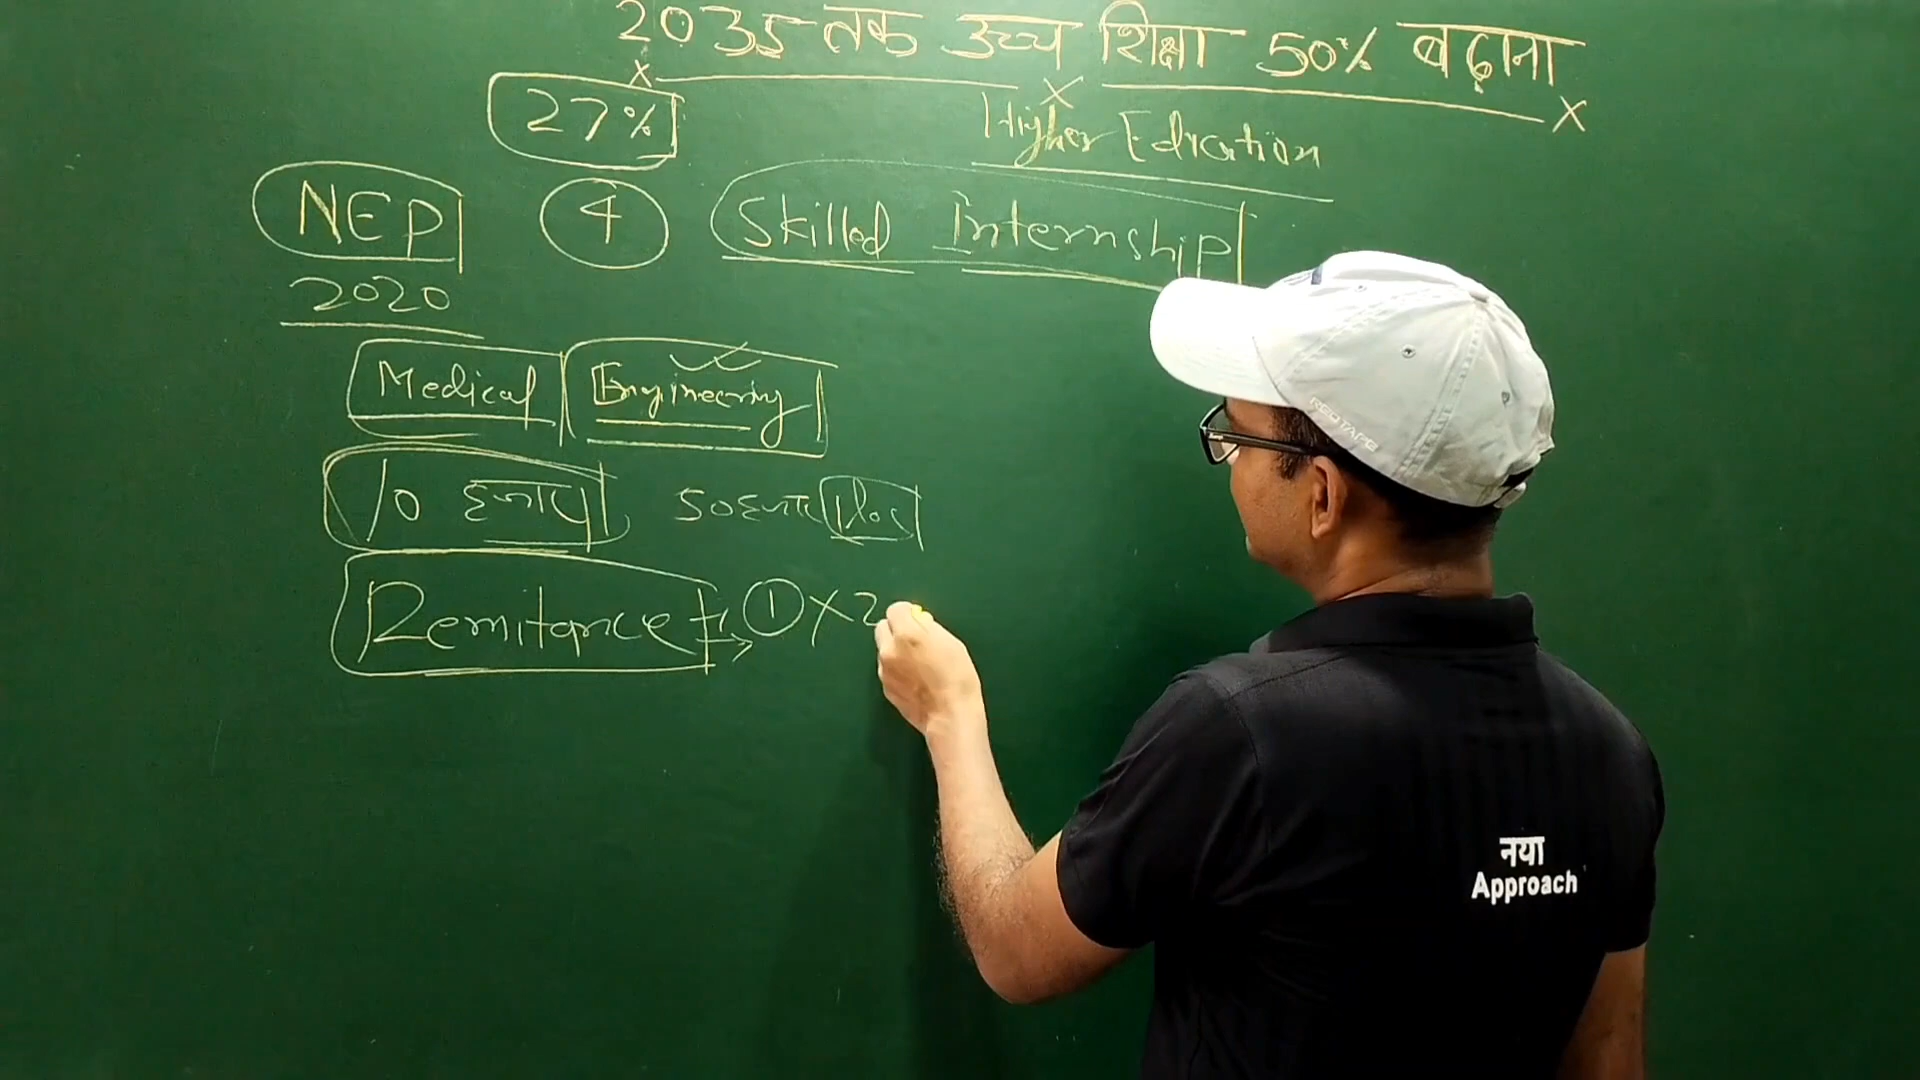 2035 तक उच्च शिक्षा 50% बढ़ाना
27%
Higher Education
NEP 4 Skilled Internship
2020
Medical Engineering
10 हजार 50 हजार
Remitance → 1 X 2
REDTAPE
नया
Approach